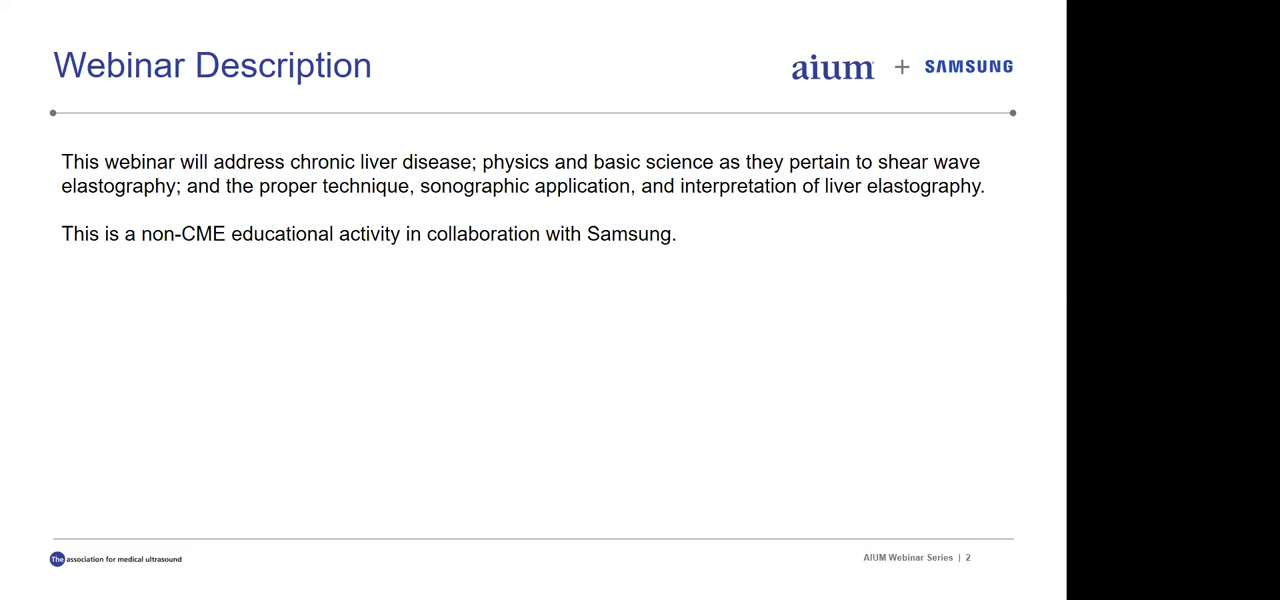 Webinar Description
aium + SAMSUNG
This webinar will address chronic liver disease; physics and basic science as they pertain to shear wave
elastography; and the proper technique, sonographic application, and interpretation of liver elastography.
This is a non-CME educational activity in collaboration with Samsung.
The association for medical ultrasound
AIUM Webinar Series | 2